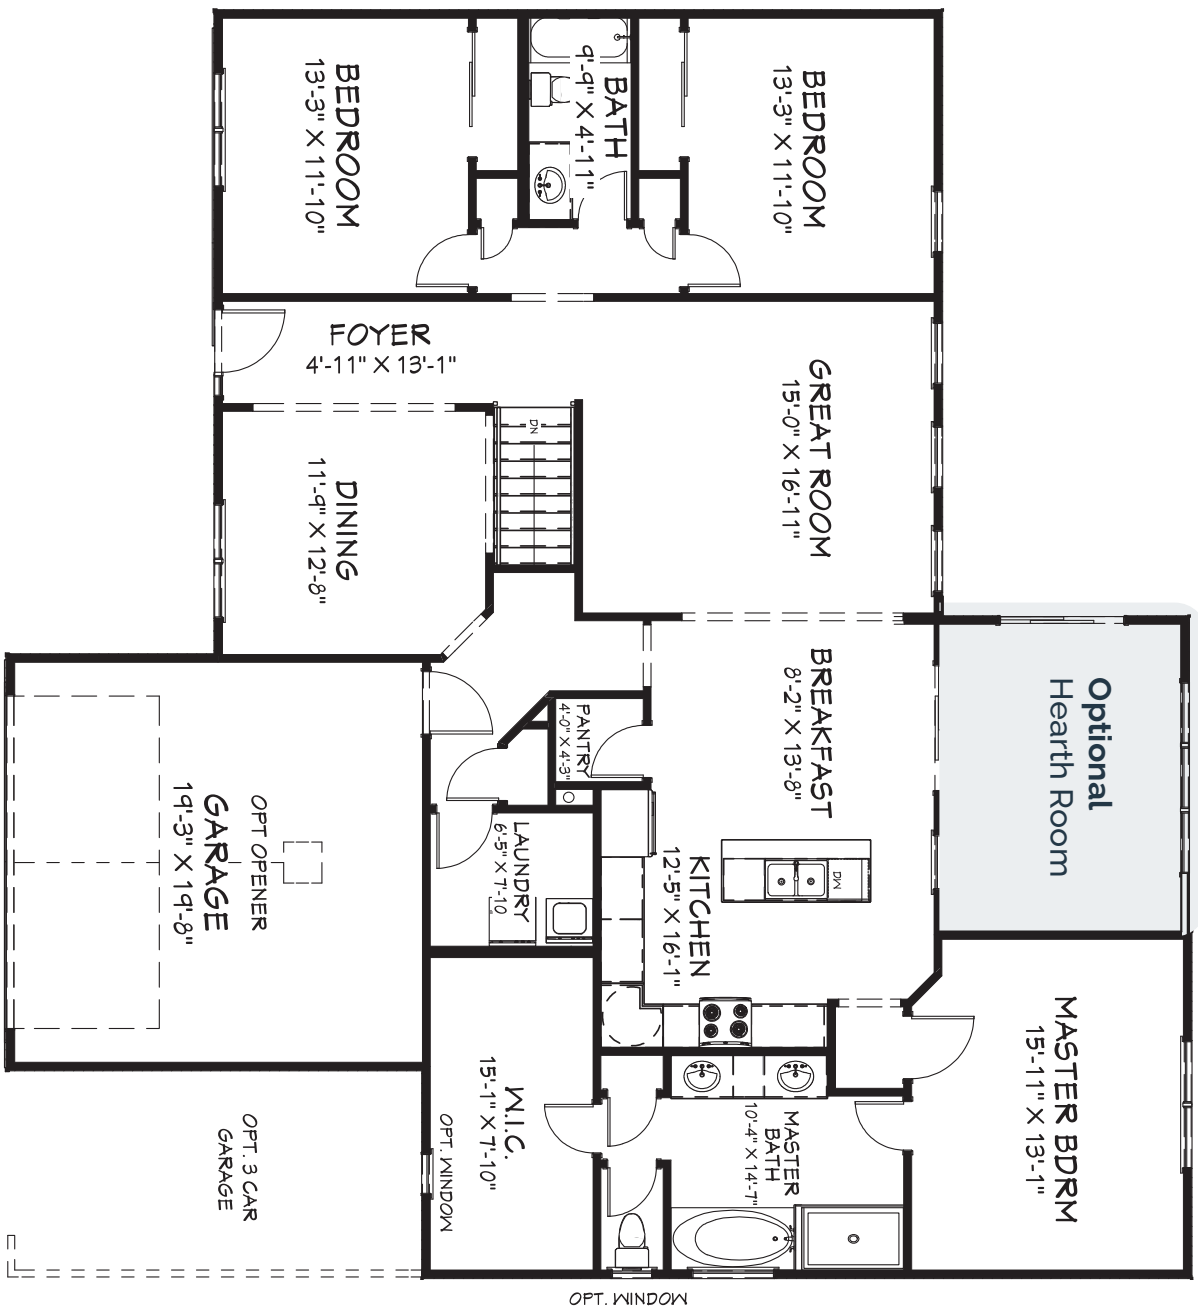 BEDROOM
13'-3" X 11'-10"
BATH
9'-9" X 4'-11"
BEDROOM
13'-3" X 11'-10"
FOYER
4'-11" X 13'-1"
GREAT ROOM
15'-0" X 16'-11"
DN
DINING
11'-9" X 12'-8"
BREAKFAST
8'-2" X 13'-8"
Optional
Hearth Room
PANTRY
4'-0" X 4'-3"
GARAGE
19'-3" X 19'-8"
OPT OPENER
LAUNDRY
6'-5" X 7'-10
KITCHEN
12'-5" X 16'-1"
DW
MASTER BDRM
15'-11" X 13'-1"
W.I.C.
15'-1" X 7'-10"
MASTER
BATH
10'-4" X 14'-7"
OPT. WINDOW
OPT. 3 CAR
GARAGE
OPT. WINDOW